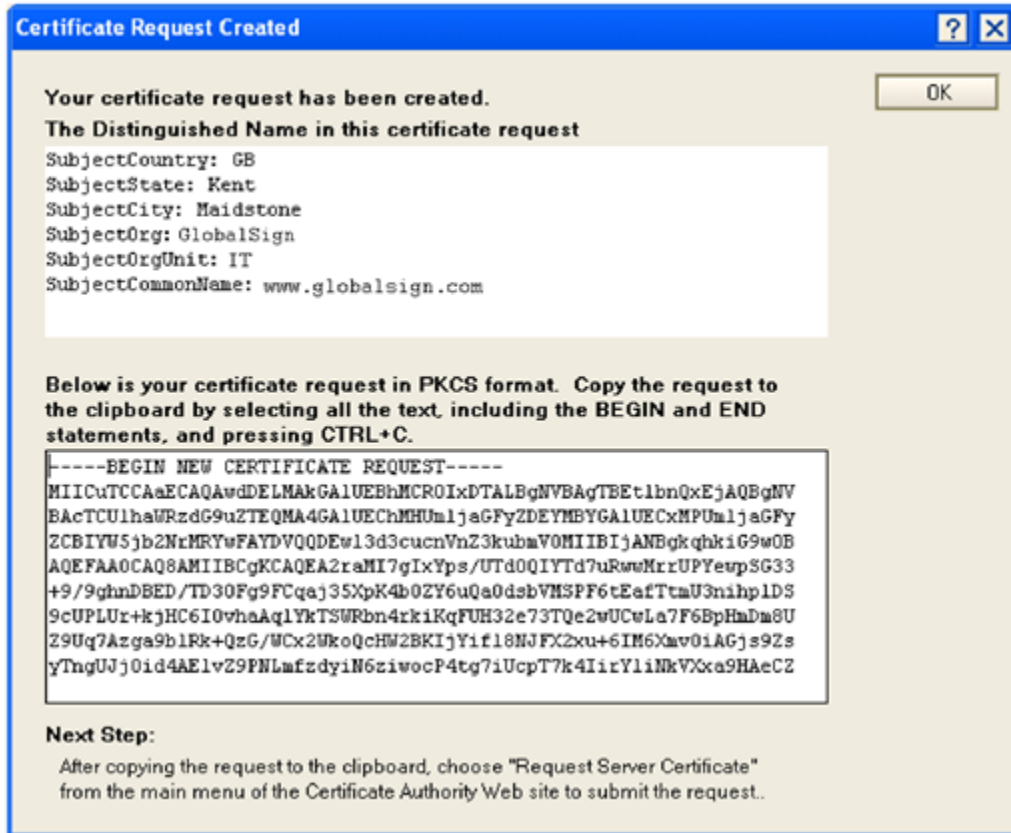 Certificate Request Created
OK
Your certificate request has been created.
The Distinguished Name in this certificate request
SubjectCountry: GB
SubjectState: Kent
SubjectCity: Maidstone
SubjectOrg: GlobalSign
SubjectOrgUnit: IT
SubjectCommonName: www.globalsign.com
Below is your certificate request in PKCS format. Copy the request to
the clipboard by selecting all the text, including the BEGIN and END
statements, and pressing CTRL+C.
-----BEGIN NEW CERTIFICATE REQUEST-----
MIICuTCCAaECAQAwdDELMAkGA1UEBhMCR0IxDTALBgNVBAgTBEtlbnQxEjAQBgNV
BAcTCU1haWRzdG9uZTEQMA4GA1UEChMHUmljaGFyZDEYMBYGA1UECxMPUmljaGFy
ZCBIYW5jb2NrMRYwFAYDVQQDEw13d3cucnVnZ3kubmV0MIIBIjANBgkqhkiG9w0B
AQEFAAOCAQ8AMIIBCgKCAQEA2raMI7gIxYps/UTd0QIYTd7uRwwMrrUPYewpSG33
+9/9ghnDBED/TD30Fg9FCqaj35XpK4b0ZY6uQa0dsbVMSPF6tEafTtmU3nihplDS
9cUPLUr+kjHC6I0vhaAqlYkTSWRbn4rkiKqFUH32e73TQe2wUCwLa7F6BpHmDm8U
Z9Uq7Azga9blRk+QzG/WCx2WkoQcHW2BKIjYifl8NJFX2xu+6IM6Xmv0iAGjs9Zs
yTngUJj0id4AElvZ9PNLmfzdyiN6ziwocP4tg7iUcpT7k4IirYliNkVXxa9HAeCZ
Next Step:
After copying the request to the clipboard, choose "Request Server Certificate"
from the main menu of the Certificate Authority Web site to submit the request..